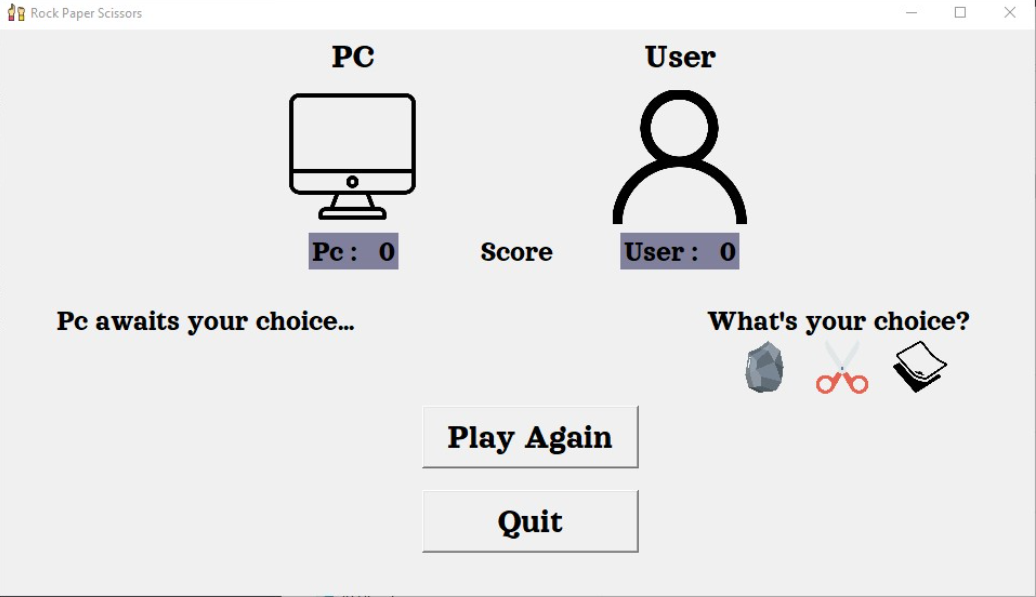 Rock Paper Scissors
PC
User
Pc : 0
Score
User : 0
Pc awaits your choice...
What's your choice?
Play Again
Quit